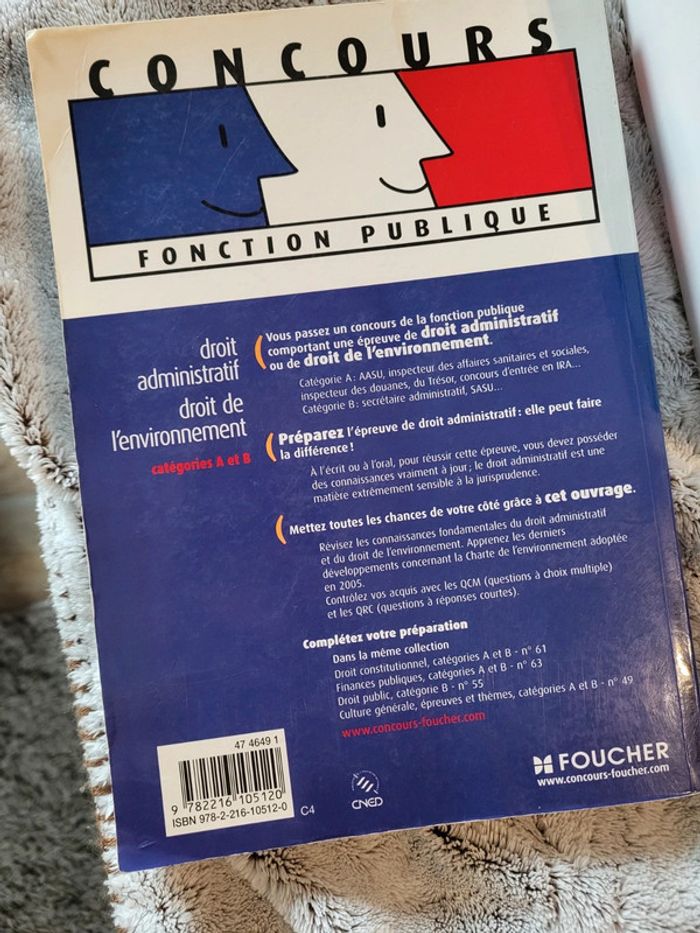 CONCOURS
FONCTION PUBLIQUE
droit
administratif
droit de
l'environnement
catégories A et B
Vous passez un concours de la fonction publique
comportant une épreuve de droit administratif
ou de droit de l'environnement.
Catégorie A : AASU, inspecteur des affaires sanitaires et sociales,
inspecteur des douanes, du Trésor, concours d'entrée en IRA...
Catégorie B : secrétaire administratif, SASU...
Préparez l'épreuve de droit administratif : elle peut faire
la différence !
À l'écrit ou à l'oral, pour réussir cette épreuve, vous devez posséder
des connaissances vraiment à jour ; le droit administratif est une
matière extrêmement sensible à la jurisprudence.
Mettez toutes les chances de votre côté grâce à cet ouvrage.
Révisez les connaissances fondamentales du droit administratif
et du droit de l'environnement. Apprenez les derniers
développements concernant la Charte de l'environnement adoptée
en 2005.
Contrôlez vos acquis avec les QCM (questions à choix multiple)
et les QRC (questions à réponses courtes).
Complétez votre préparation
Dans la même collection
Droit constitutionnel, catégories A et B - n° 61
Finances publiques, catégories A et B - n° 63
Droit public, catégorie B - n° 55
Culture générale, épreuves et thèmes, catégories A et B - n° 49
www.concours-foucher.com
47 4649 1
9 782216 105120
ISBN 978-2-216-10512-0
C4
CNED
FOUCHER
www.concours-foucher.com